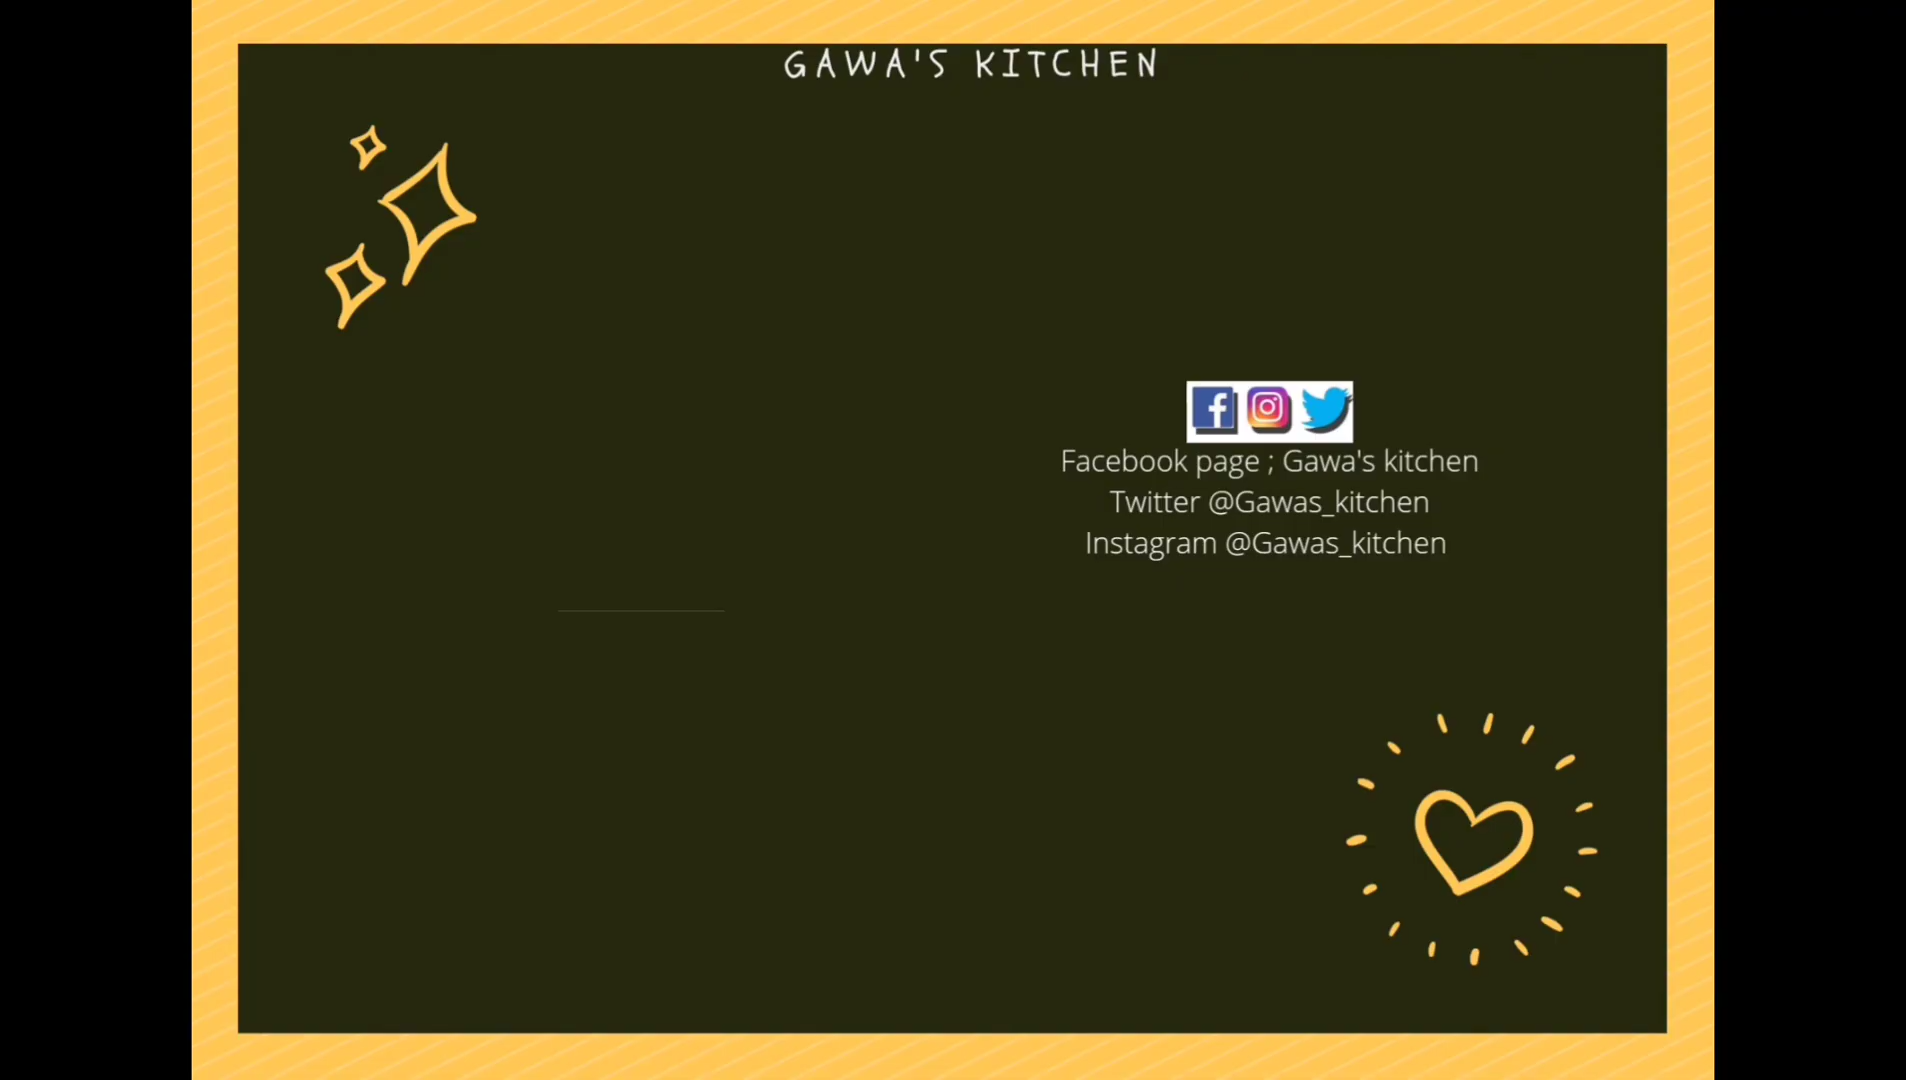 GAWA'S KITCHEN
Facebook page ; Gawa's kitchen
Twitter @Gawas_kitchen
Instagram @Gawas_kitchen